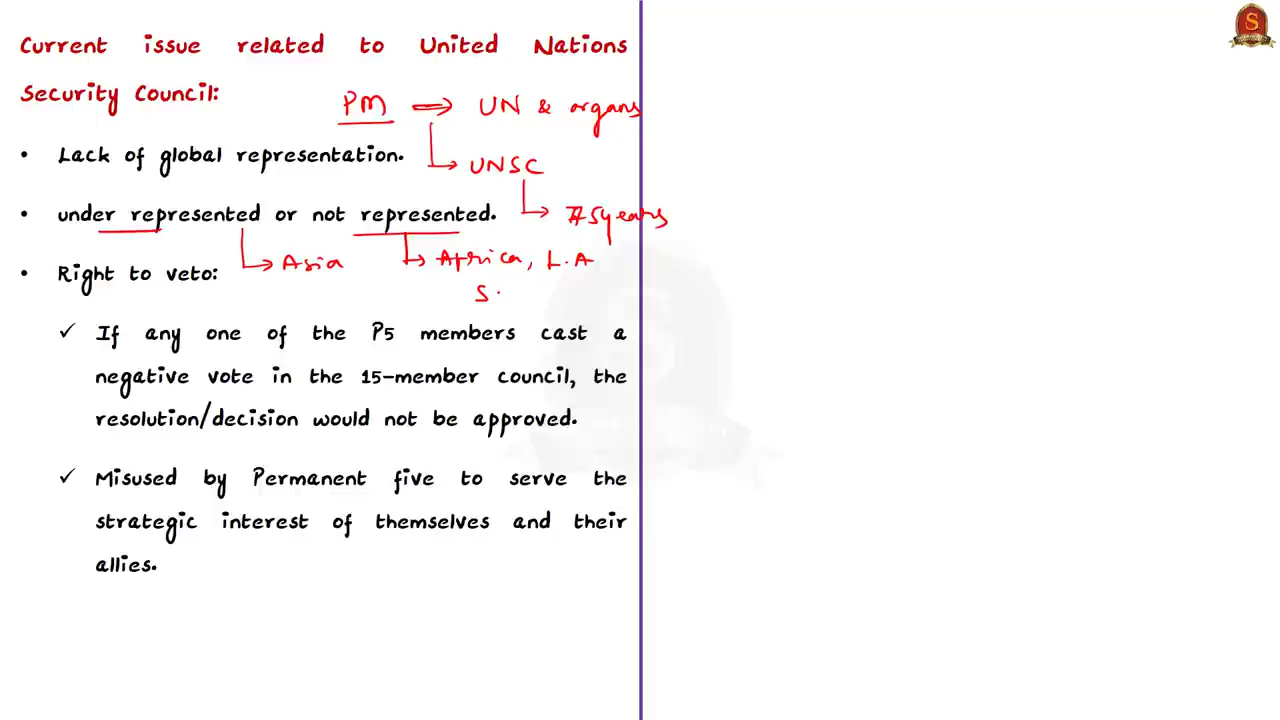 Current issue related to United Nations
Security Council:
PM → UN & organs
• Lack of global representation.
→ UNSC
• under represented or not represented.
→ 75years
→ Asia
→ Africa, L.A
S.
• Right to veto:
✓ If any one of the P5 members cast a
negative vote in the 15-member council, the
resolution/decision would not be approved.
✓ Misused by Permanent five to serve the
strategic interest of themselves and their
allies.
S